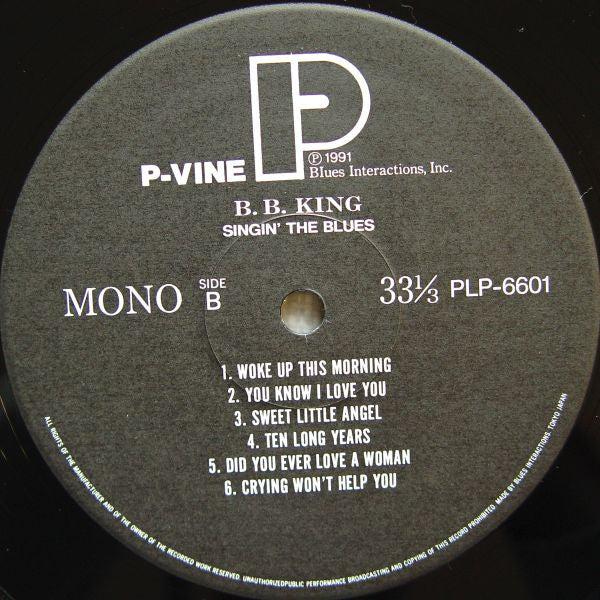 P-VINE
Ⓟ 1991
Blues Interactions, Inc.
B. B. KING
SINGIN' THE BLUES
MONO SIDE B
33⅓ PLP-6601
1. WOKE UP THIS MORNING
2. YOU KNOW I LOVE YOU
3. SWEET LITTLE ANGEL
4. TEN LONG YEARS
5. DID YOU EVER LOVE A WOMAN
6. CRYING WON'T HELP YOU
ALL RIGHTS OF THE MANUFACTURER AND OF THE OWNER OF THE RECORDED WORK RESERVED. UNAUTHORIZEDPUBLIC PERFORMANCE BROADCASTING AND COPYING OF THIS RECORD PROHIBITED. MADE BY BLUES INTERACTIONS, TOKYO JAPAN